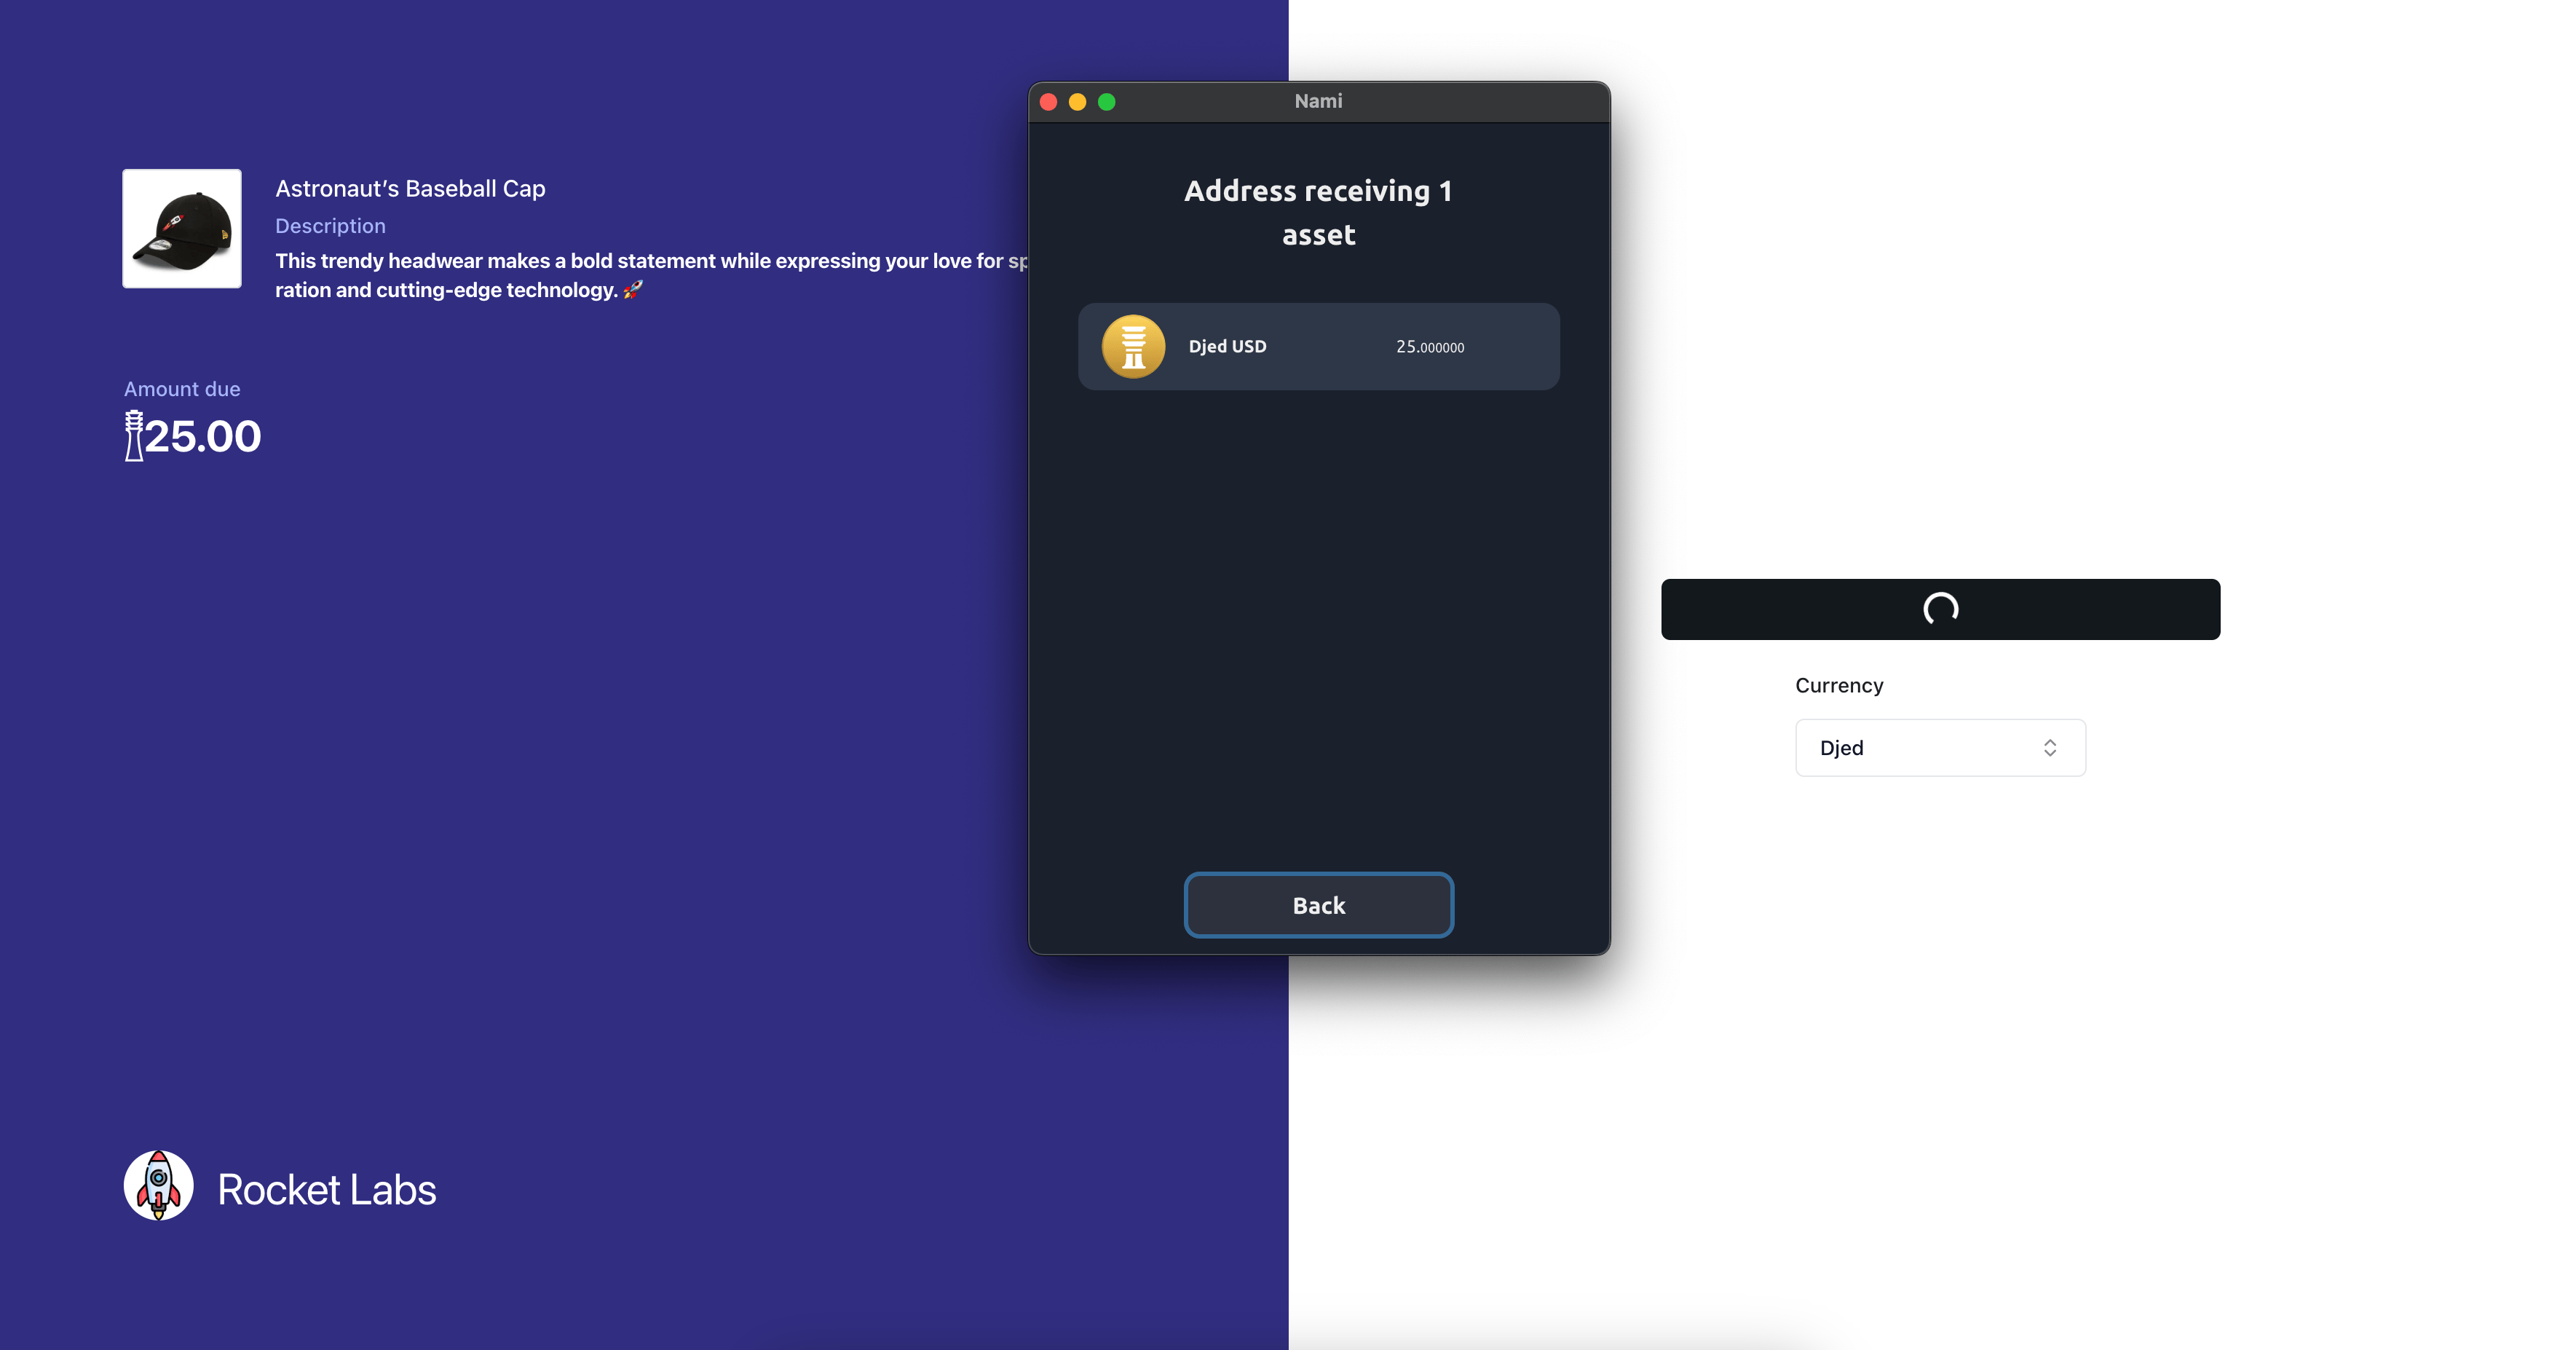 Astronaut’s Baseball Cap
Description
This trendy headwear makes a bold statement while expressing your love for
ration and cutting-edge technology. 🚀
Amount due
25.00
Rocket Labs
Nami
Address receiving 1
asset
Djed USD
25.000000
Back
Currency
Djed